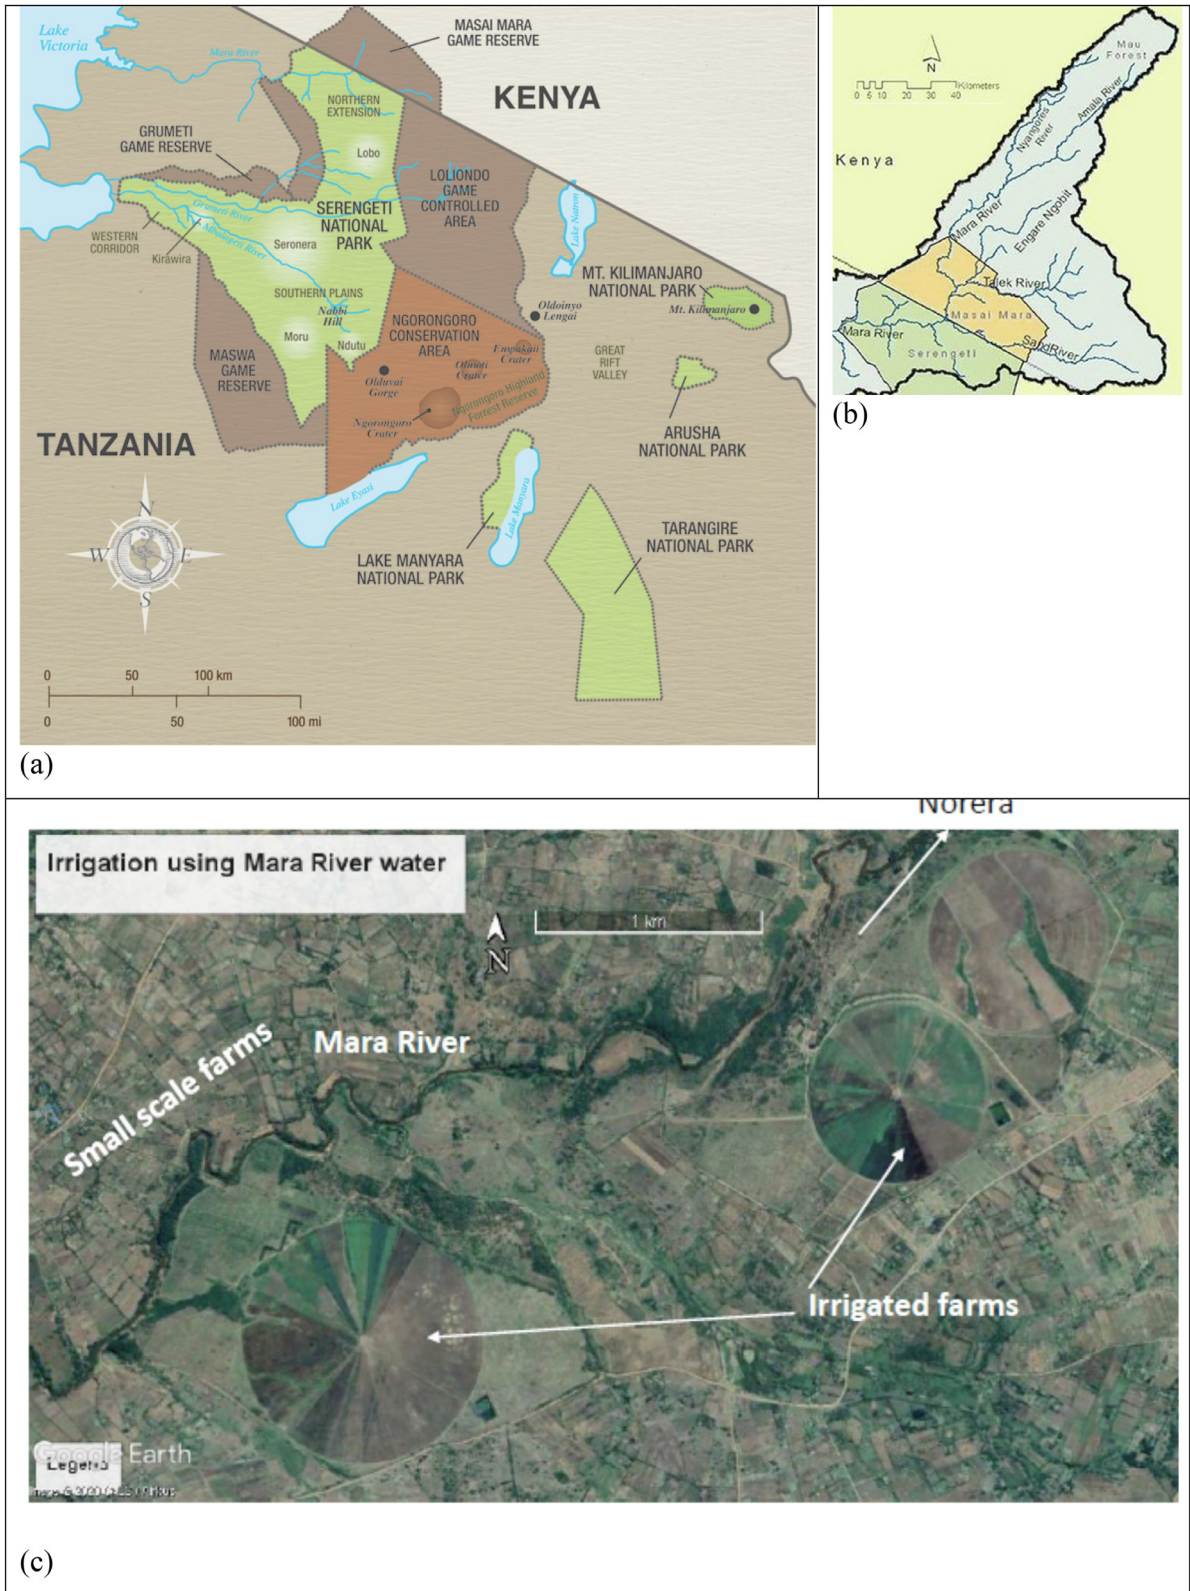 Lake
Victoria
Mara River
MASAI MARA
GAME RESERVE
KENYA
NORTHERN
EXTENSION
GRUMETI
GAME RESERVE
Lobo
LOLIONDO
GAME
CONTROLLED
AREA
Grumeti River
SERENGETI
NATIONAL
PARK
Lake Natron
WESTERN
CORRIDOR
Kirawira
Mbalageti River
Seronera
MT. KILIMANJARO
NATIONAL PARK
Mt. Kilimanjaro
SOUTHERN PLAINS
Nabbi
Hill
Oldoinyo
Lengai
NGORONGORO
CONSERVATION
AREA
Moru
Ndutu
Empakaii
Crater
Olmoti
Crater
GREAT
RIFT
VALLEY
MASWA
GAME
RESERVE
Olduvai
Gorge
Ngorongoro Highland
Forrest Reserve
Ngorongoro
Crater
ARUSHA
NATIONAL PARK
TANZANIA
Lake Eyasi
Lake Manyara
N
W E
S
LAKE MANYARA
NATIONAL PARK
TARANGIRE
NATIONAL PARK
0 50 100 km
0 50 100 mi
(a)
Mau
Forest
N
0 5 10 20 30 40 Kilometers
Amala River
Nyangores
River
Kenya
Mara River
Engare Ngobit
Talek River
Masai Mara
Mara River
Sand River
Serengeti
(b)
Norera
Irrigation using Mara River water
1 km
N
Mara River
Small scale farms
Irrigated farms
Google Earth
Legend
(c)